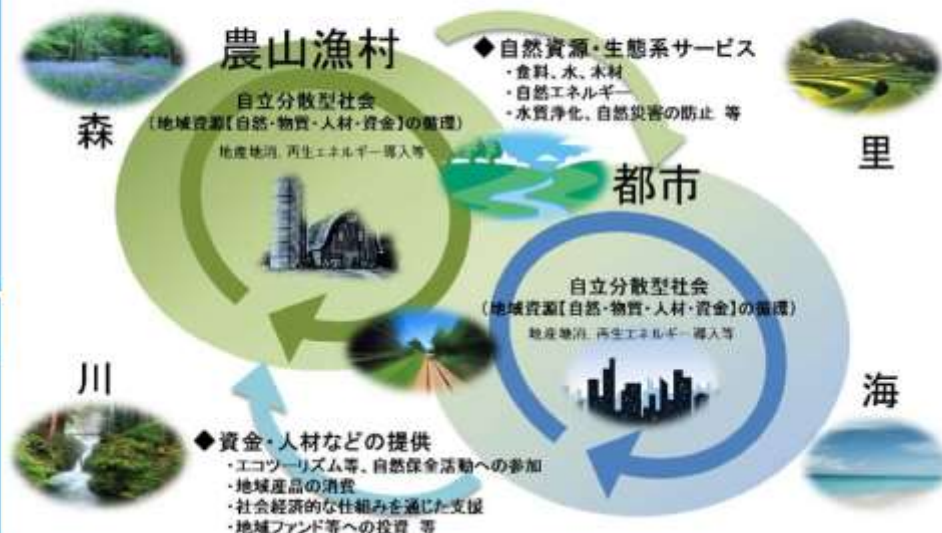 農山漁村
森
自立分散型社会
(地域資源【自然・物質・人材・資金】の循環)
地産地消、再生エネルギー導入等
◆自然資源・生態系サービス
・食料、水、木材
・自然エネルギー
・水質浄化、自然災害の防止 等
里
都市
自立分散型社会
(地域資源【自然・物質・人材・資金】の循環)
地産地消、再生エネルギー導入等
川
海
◆資金・人材などの提供
・エコツーリズム等、自然保全活動への参加
・地域産品の消費
・社会経済的な仕組みを通じた支援
・地域ファンド等への投資 等